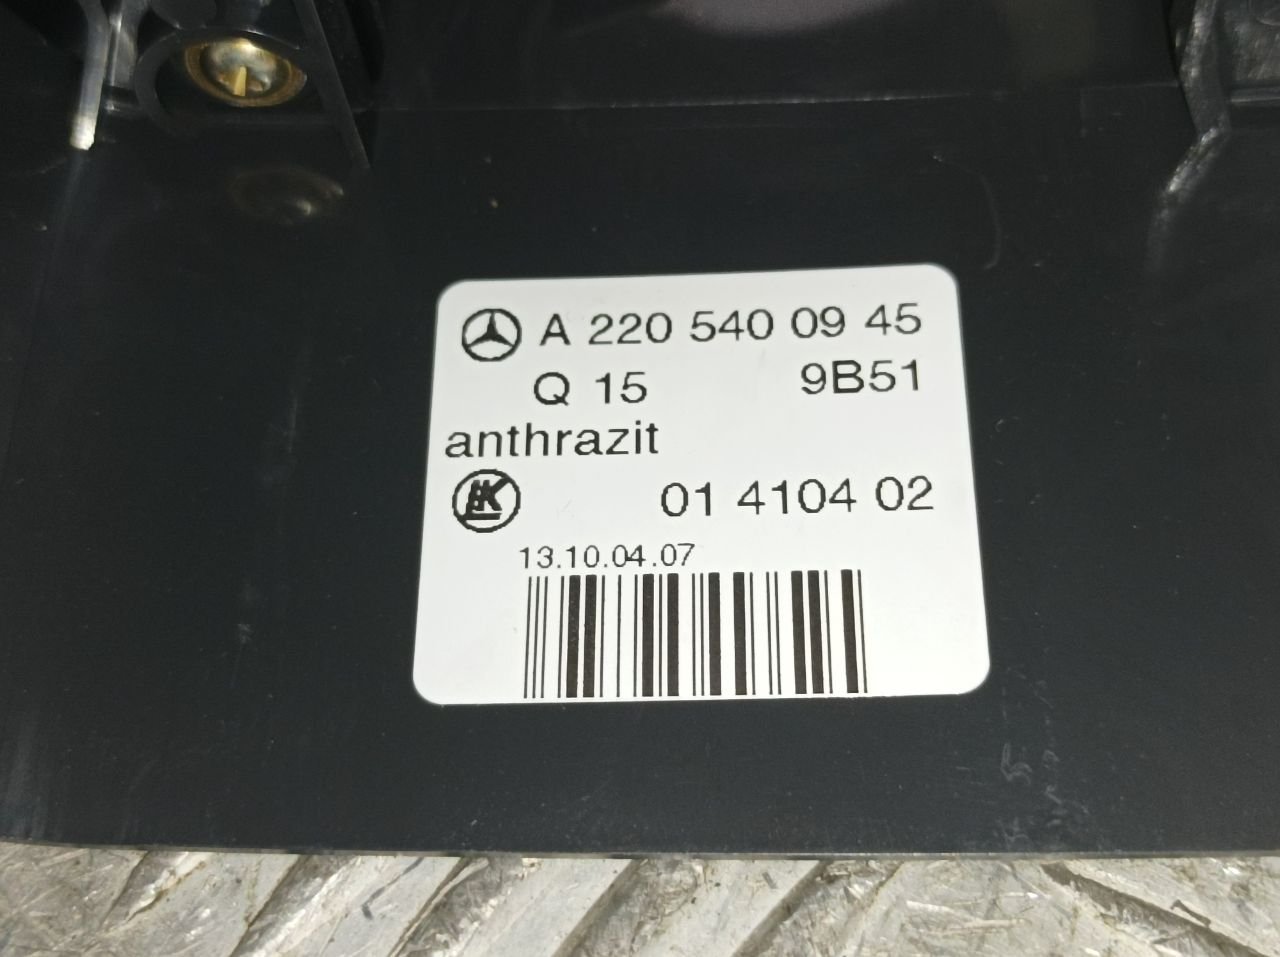 A 220 540 09 45
Q 15 9B51
anthrazit
01 4104 02
13.10.04.07